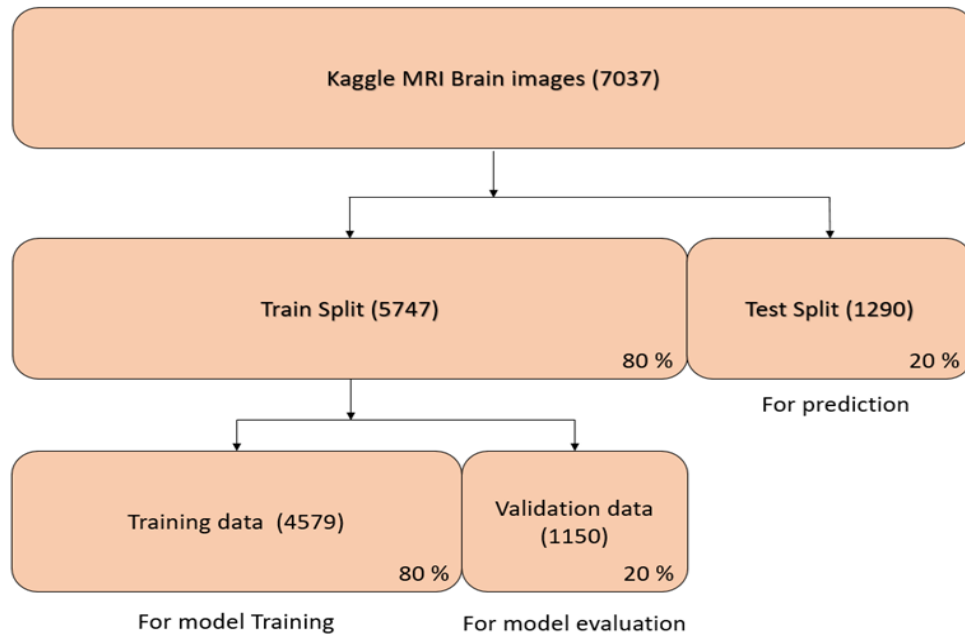 Kaggle MRI Brain images (7037)
Train Split (5747)
80 %
Test Split (1290)
20 %
For prediction
Training data (4579)
80 %
Validation data
(1150)
20 %
For model Training
For model evaluation